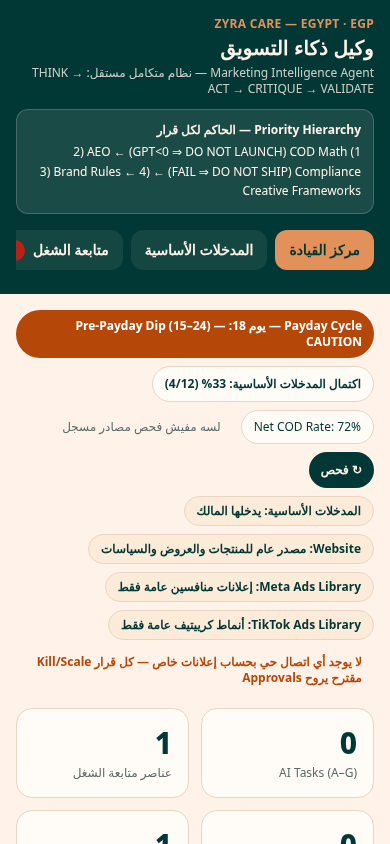 ZYRA CARE — EGYPT · EGP
وكيل ذكاء التسويق
Marketing Intelligence Agent — نظام متكامل مستقل: THINK →
ACT → CRITIQUE → VALIDATE
Priority Hierarchy — الحاكم لكل قرار
1) COD Math (GPT<0 ⇒ DO NOT LAUNCH) ← 2) AEO
Compliance (FAIL ⇒ DO NOT SHIP) ← 3) Brand Rules ← 4)
Creative Frameworks
مركز القيادة
المدخلات الأساسية
متابعة الشغل
Payday Cycle — يوم 18: Pre-Payday Dip (15–24) —
CAUTION
اكتمال المدخلات الأساسية: 33% (4/12)
Net COD Rate: 72%
لسه مفيش فحص مصادر مسجل
↻ فحص
المدخلات الأساسية: يدخلها المالك
Website: مصدر عام للمنتجات والعروض والسياسات
Meta Ads Library: إعلانات منافسين عامة فقط
TikTok Ads Library: أنماط كرييتيف عامة فقط
لا يوجد أي اتصال حي بحساب إعلانات خاص — كل قرار Kill/Scale
مقترح يروح Approvals
0
AI Tasks (A–G)
1
عناصر متابعة الشغل
0
1